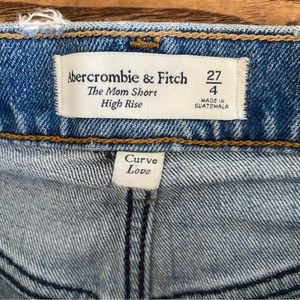 Abercrombie & Fitch
The Mom Short
High Rise
27
4
MADE IN
GUATEMALA
Curve
Love